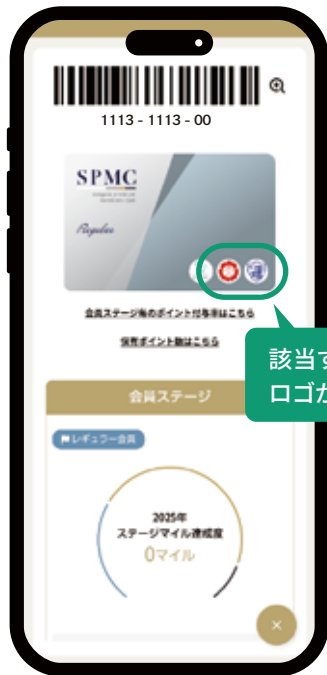 1113 - 1113 - 00
SPMC
Regular
会員ステージ毎のポイント付与率はこちら
保有ポイント数はこちら
該当す
ロゴが
会員ステージ
レギュラー会員
2025年
ステージマイル達成度
0マイル
×